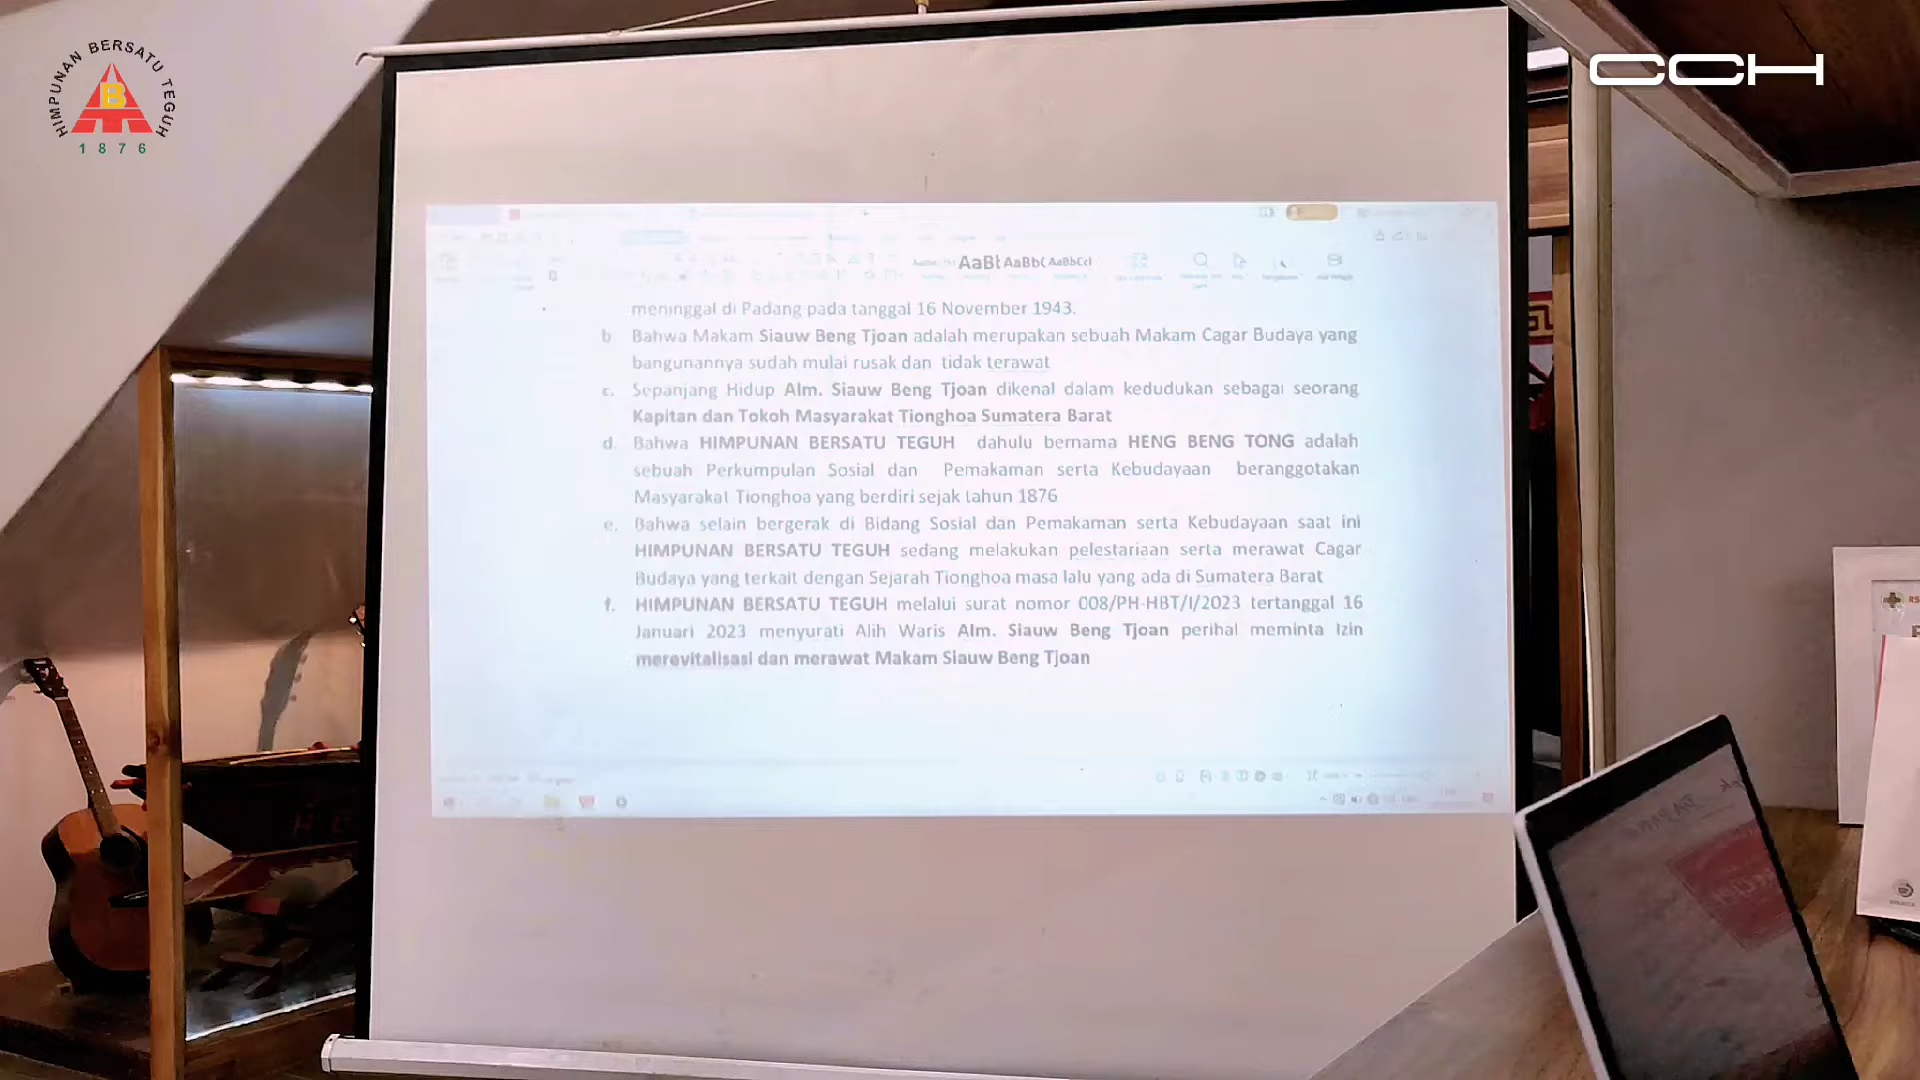 HIMPUNAN BERSATU TEGUH
B
1876
CCH
AaBl AaBb( AaBbCcI
meninggal di Padang pada tanggal 16 November 1943.
b Bahwa Makam Siauw Beng Tjoan adalah merupakan sebuah Makam Cagar Budaya yang
bangunannya sudah mulai rusak dan tidak terawat
c. Sepanjang Hidup Alm. Siauw Beng Tjoan dikenal dalam kedudukan sebagai seorang
Kapitan dan Tokoh Masyarakat Tionghoa Sumatera Barat
d. Bahwa HIMPUNAN BERSATU TEGUH dahulu bernama HENG BENG TONG adalah
sebuah Perkumpulan Sosial dan Pemakaman serta Kebudayaan beranggotakan
Masyarakat Tionghoa yang berdiri sejak tahun 1876
e. Bahwa selain bergerak di Bidang Sosial dan Pemakaman serta Kebudayaan saat ini
HIMPUNAN BERSATU TEGUH sedang melakukan pelestariaan serta merawat Cagar
Budaya yang terkait dengan Sejarah Tionghoa masa lalu yang ada di Sumatera Barat
f. HIMPUNAN BERSATU TEGUH melalui surat nomor 008/PH-HBT/I/2023 tertanggal 16
Januari 2023 menyurati Alih Waris Alm. Siauw Beng Tjoan perihal meminta Izin
merevitalisasi dan merawat Makam Siauw Beng Tjoan
RS